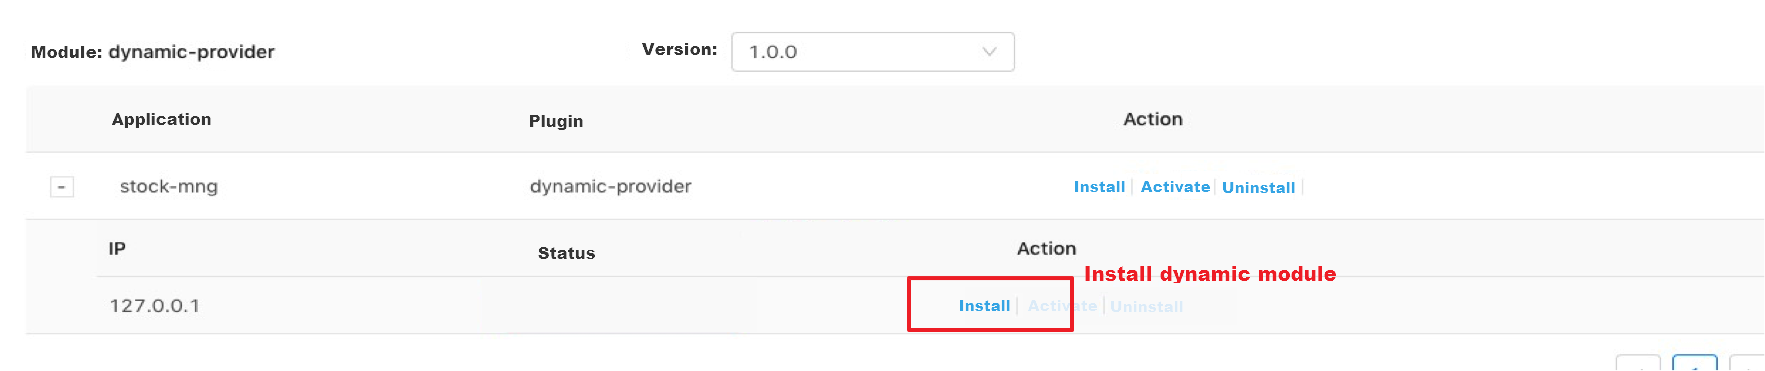 Module: dynamic-provider Version: 1.0.0
Application Plugin Action
- stock-mng dynamic-provider Install Activate Uninstall
IP Status Action
Install dynamic module
127.0.0.1 Install Activate Uninstall